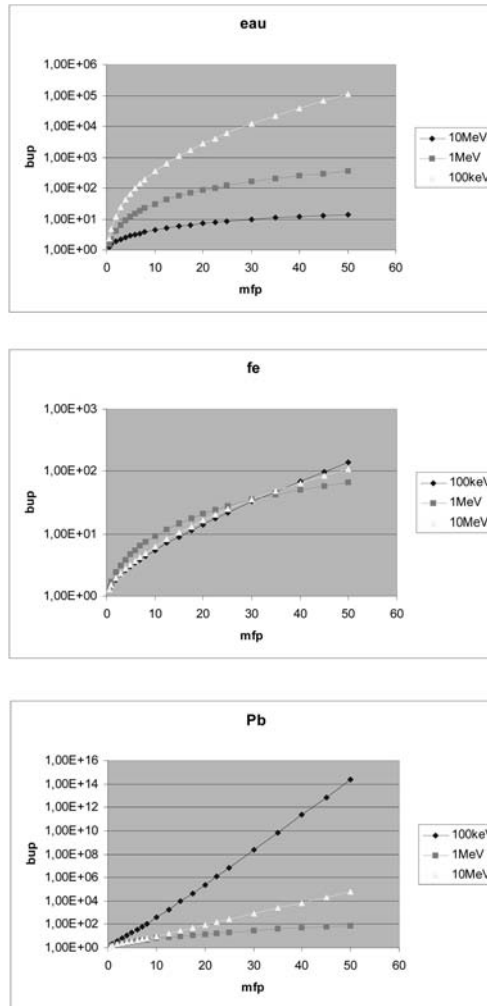 eau
1,00E+06
1,00E+05
1,00E+04
1,00E+03
1,00E+02
1,00E+01
1,00E+00
bup
0 10 20 30 40 50 60
mfp
10MeV
1MeV
100keV
fe
1,00E+03
1,00E+02
1,00E+01
1,00E+00
bup
0 10 20 30 40 50 60
mfp
100keV
1MeV
10MeV
Pb
1,00E+16
1,00E+14
1,00E+12
1,00E+10
1,00E+08
1,00E+06
1,00E+04
1,00E+02
1,00E+00
bup
0 10 20 30 40 50 60
mfp
100keV
1MeV
10MeV